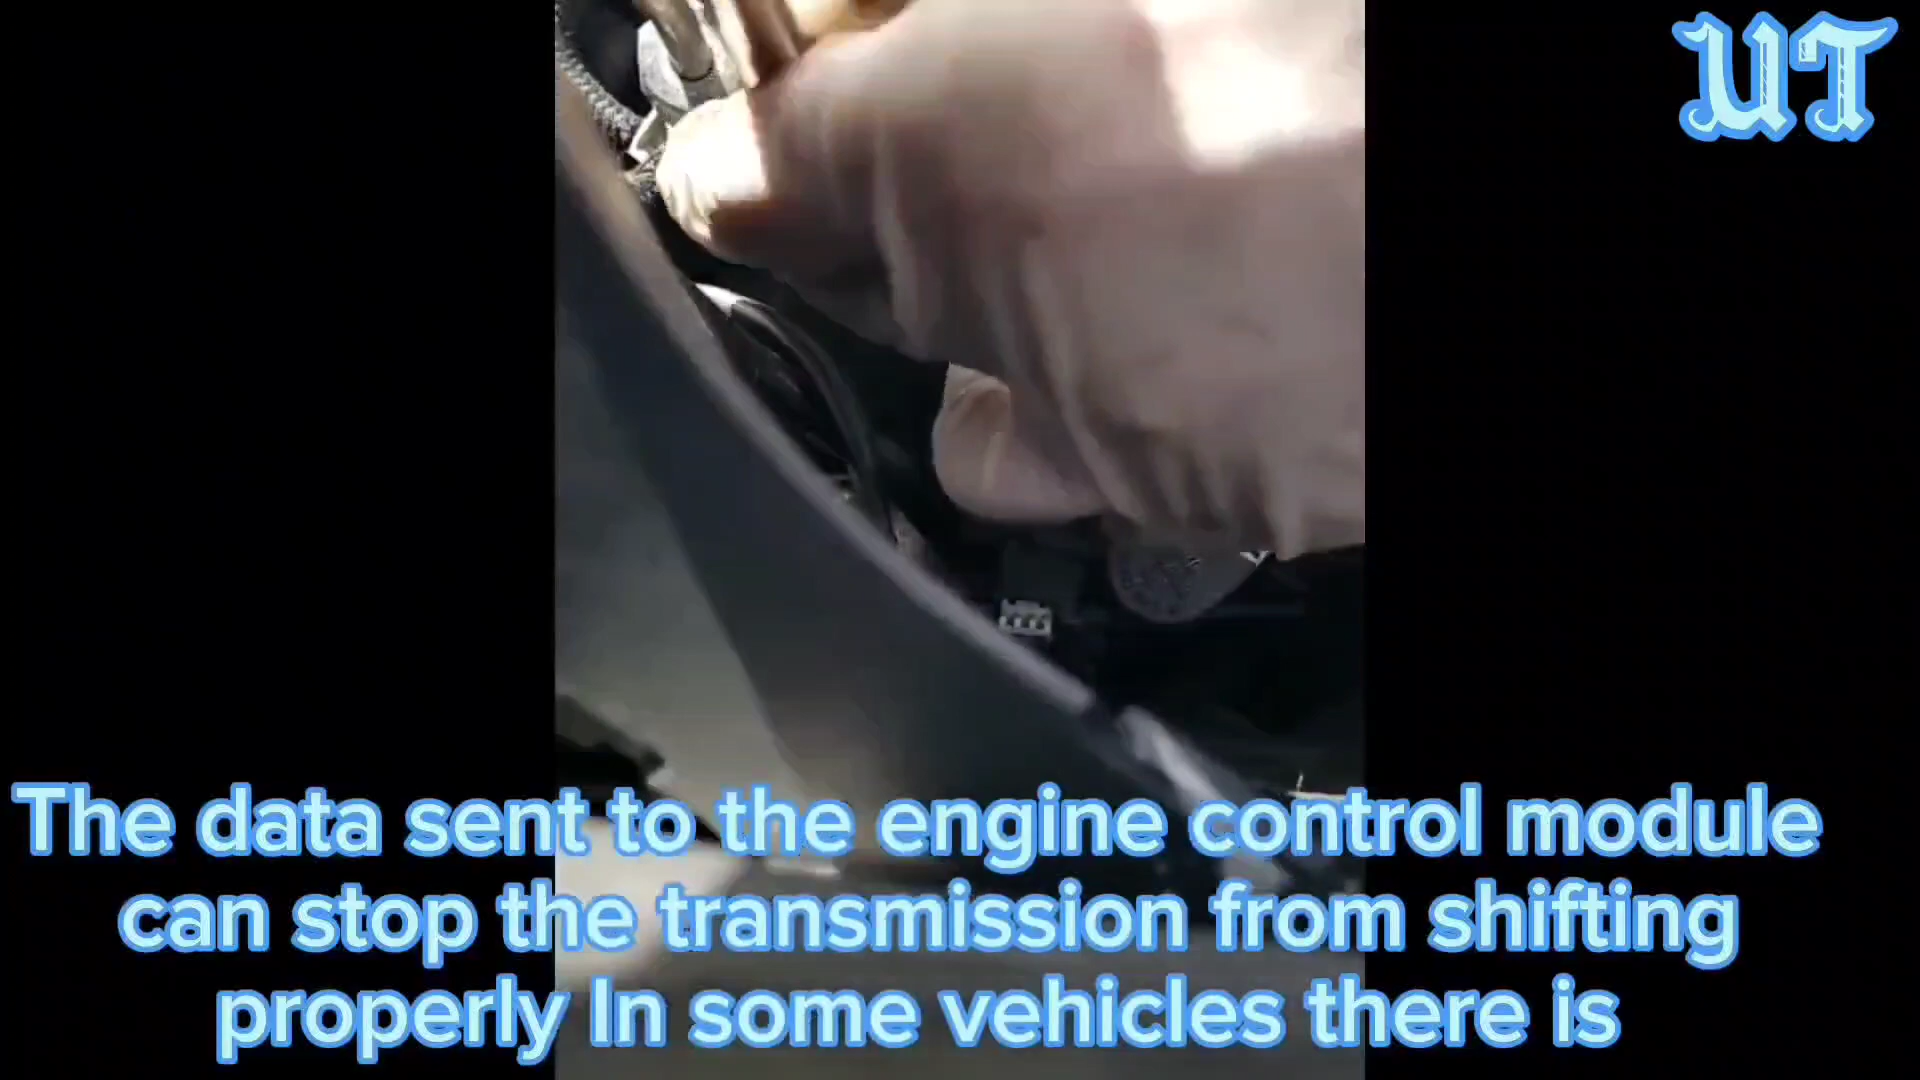 UT
The data sent to the engine control module
can stop the transmission from shifting
properly In some vehicles there is